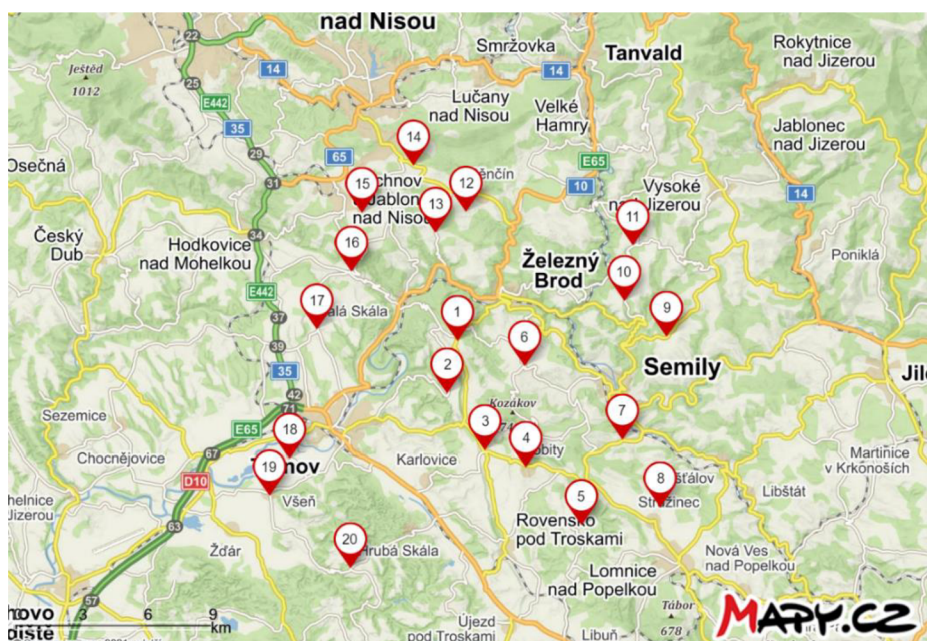 nad Nisou
22
Ještěd
1012
25
14
E442
35
Smržovka
14
Tanvald
Rokytnice
nad Jizerou
Lučany
nad Nisou
Velké
Hamry
Jablonec
nad Jizerou
Osečná
29
65
31
14
E65
10
15
12
13
Vysoké
nad Jizerou
11
14
Český
Dub
Hodkovice
nad Mohelkou
34
16
Železný
Brod
Poniklá
E442
37
17
10
9
39
35
1
6
2
Semily
42
71
Sezemice
E65
67
18
Kozákov
3
4
7
Chocnějovice
Karlovice
Martinice
v Krkonoších
19
D10
Všeň
5
8
Stružinec
Libštát
63
Žďár
20
Hrubá Skála
Rovensko
pod Troskami
Nová Ves
nad Popelkou
Lomnice
nad Popelkou
57
3
6
9
km
Újezd
pod Troskami
Tábor
678
Libuň
MAPY.CZ